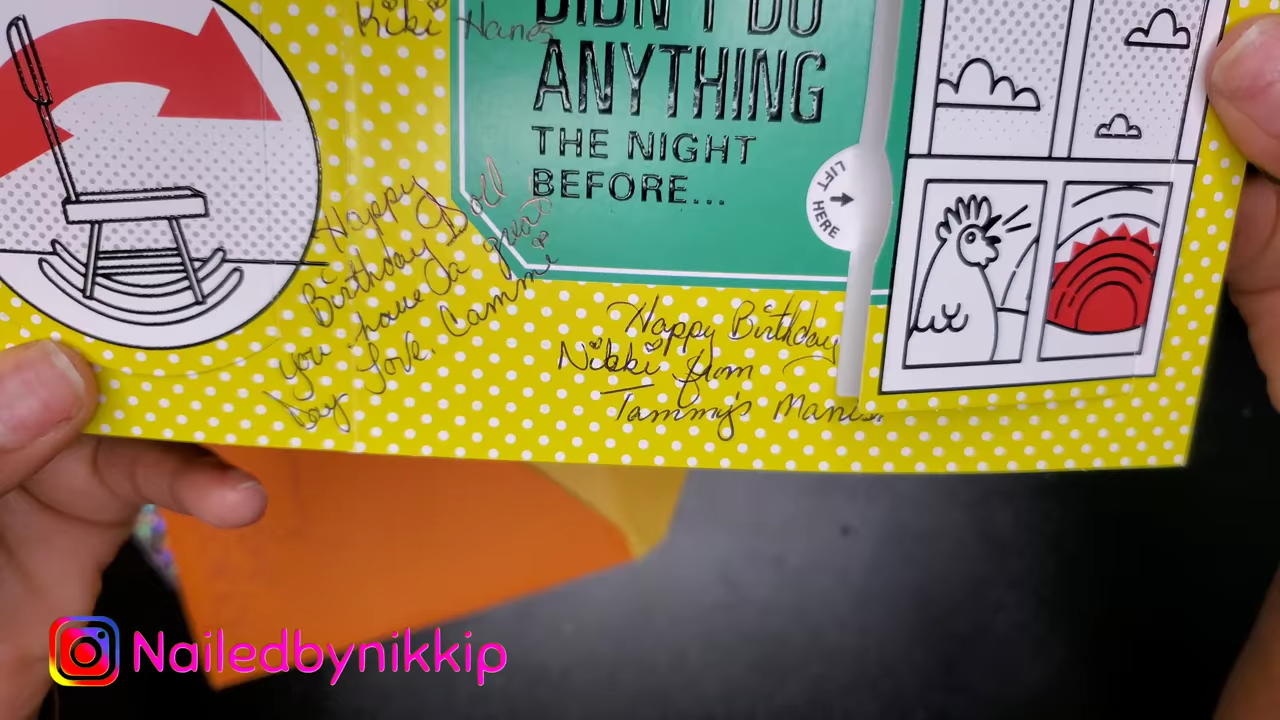 Kiki Hanes
DIDN'T DO
ANYTHING
THE NIGHT
BEFORE...
LIFT
HERE
Happy
Birthday Doll
you have a great
day Love, Cammie
Happy Birthday
Nikki from
Tammy's
Nailedbynikkip